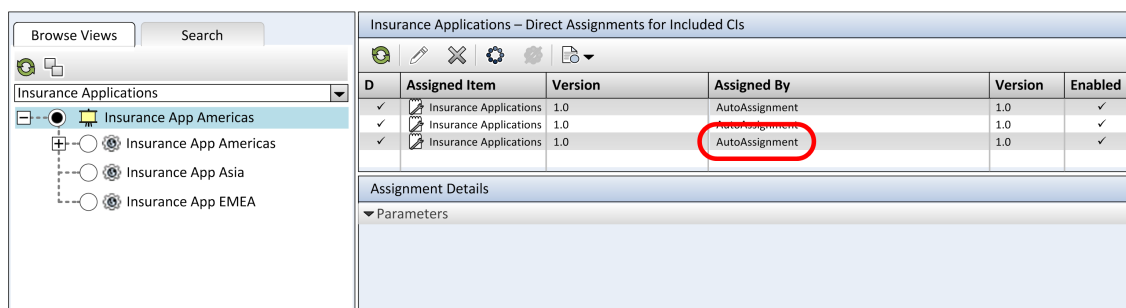 Browse Views
Search
Insurance Applications
Insurance App Americas
Insurance App Americas
Insurance App Asia
Insurance App EMEA
Insurance Applications – Direct Assignments for Included CIs
D Assigned Item Version Assigned By Version Enabled
Insurance Applications 1.0 AutoAssignment 1.0
Insurance Applications 1.0 AutoAssignment 1.0
Insurance Applications 1.0 AutoAssignment 1.0
Assignment Details
Parameters